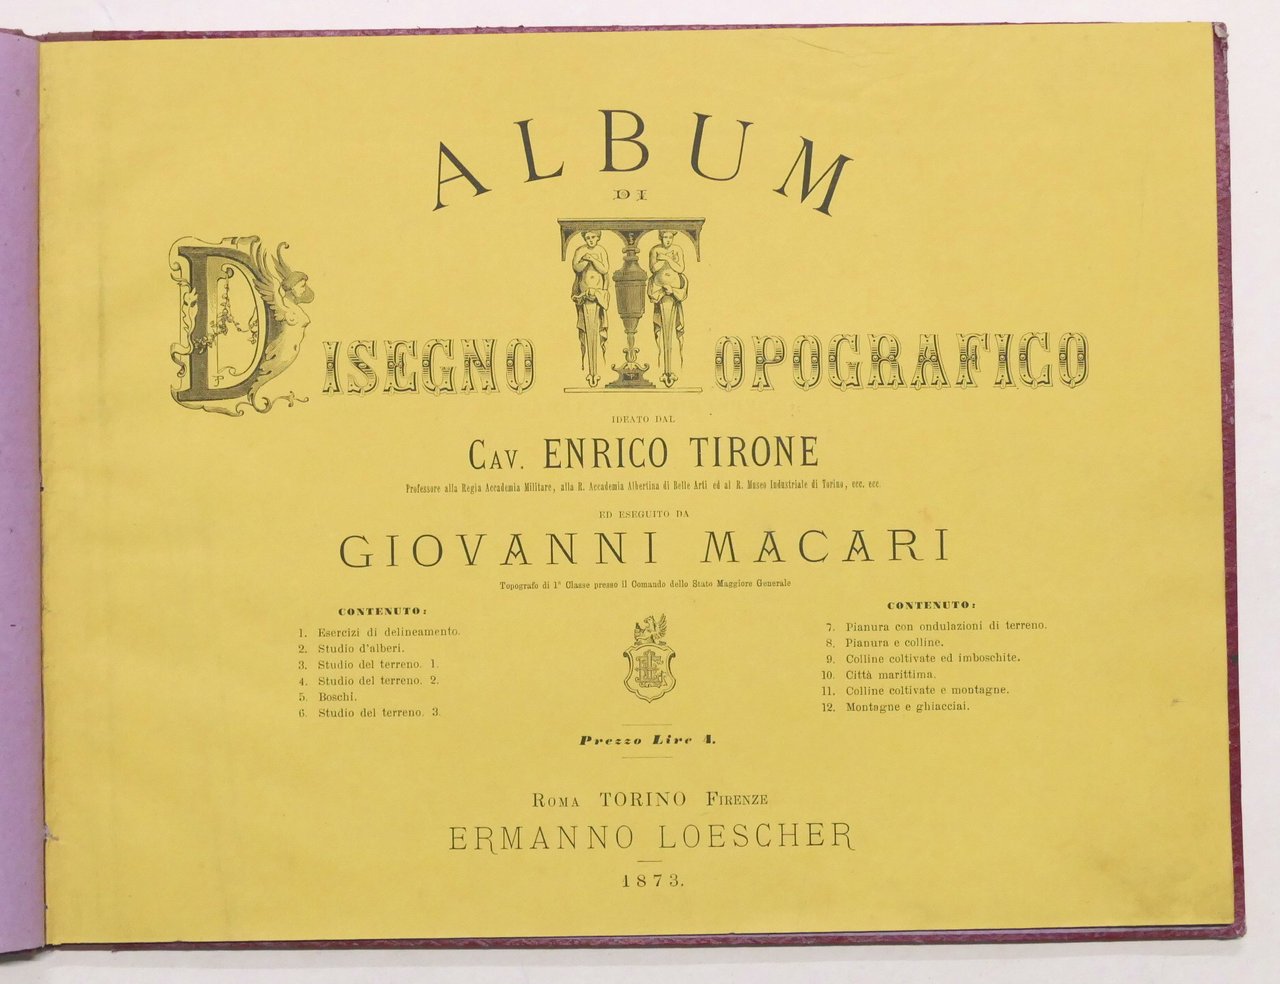 ALBUM
DI
DISEGNO TOPOGRAFICO
IDEATO DAL
CAV. ENRICO TIRONE
Professore alla Regia Accademia Militare, alla R. Accademia Albertina di Belle Arti ed al R. Museo Industriale di Torino, ecc. ecc.
ED ESEGUITO DA
GIOVANNI MACARI
Topografo di 1ª Classe presso il Comando dello Stato Maggiore Generale
CONTENUTO:
1. Esercizi di delineamento.
2. Studio d'alberi.
3. Studio del terreno. 1.
4. Studio del terreno. 2.
5. Boschi.
6. Studio del terreno. 3.
CONTENUTO:
7. Pianura con ondulazioni di terreno.
8. Pianura e colline.
9. Colline coltivate ed imboschite.
10. Città marittima.
11. Colline coltivate e montagne.
12. Montagne e ghiacciai.
Prezzo Lire 4.
ROMA TORINO FIRENZE
ERMANNO LOESCHER
1873.